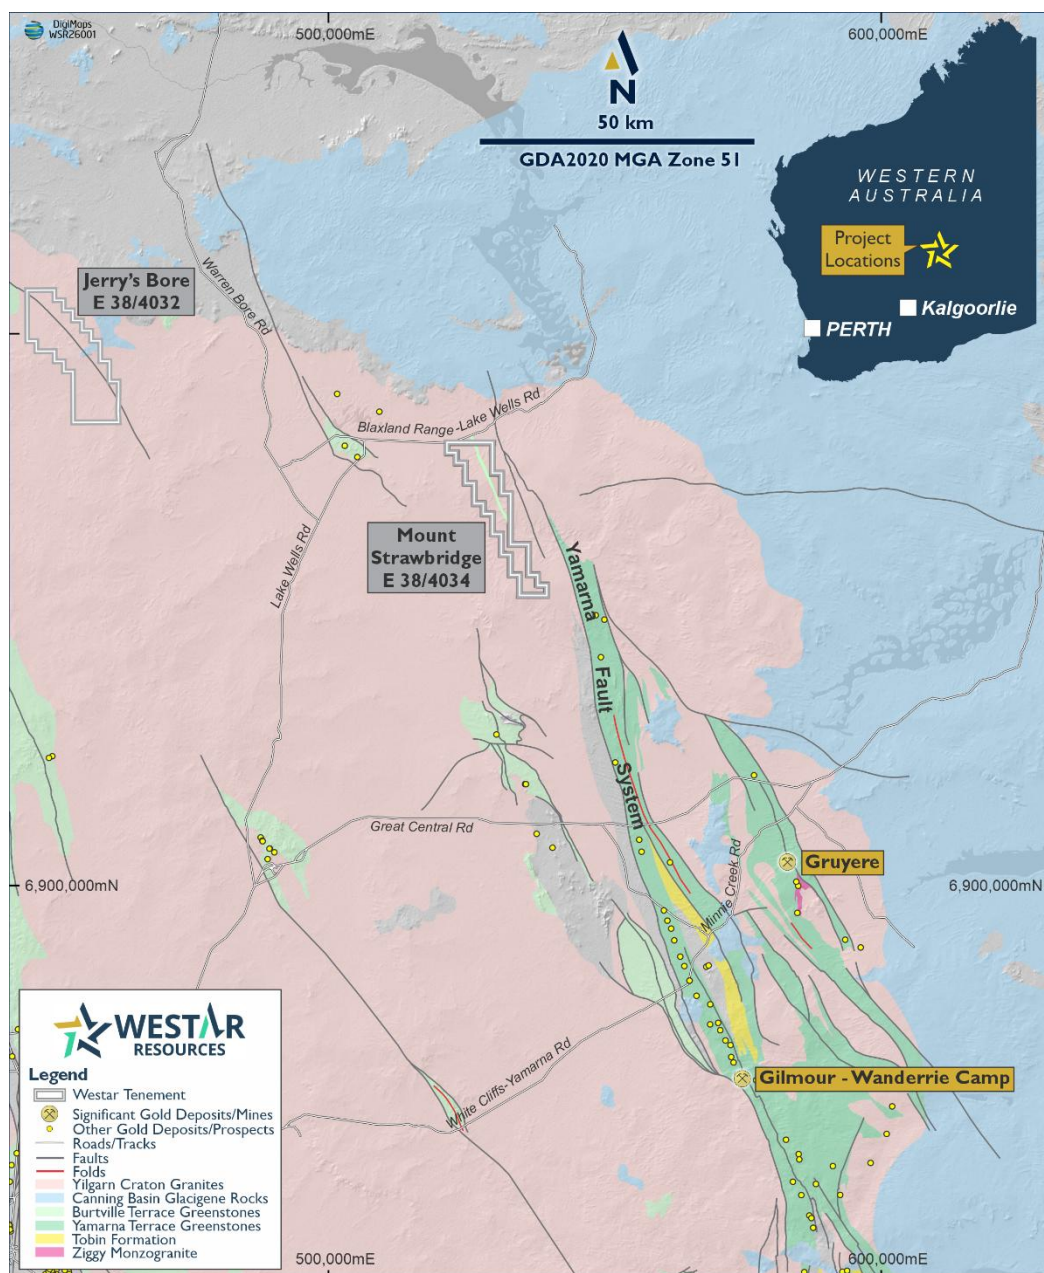 DigiMaps
WSR26001
500,000mE
600,000mE
N
50 km
GDA2020 MGA Zone 51
WESTERN
AUSTRALIA
Project
Locations
Kalgoorlie
PERTH
Jerry's Bore
E 38/4032
Warren Bore Rd
Blaxland Range-Lake Wells Rd
Mount
Strawbridge
E 38/4034
Lake Wells Rd
Yamarna
Fault
System
Great Central Rd
Minnie Creek Rd
Gruyere
6,900,000mN
6,900,000mN
White Cliffs-Yamarna Rd
Gilmour - Wanderrie Camp
WESTAR
RESOURCES
Legend
Westar Tenement
Significant Gold Deposits/Mines
Other Gold Deposits/Prospects
Roads/Tracks
Faults
Folds
Yilgarn Craton Granites
Canning Basin Glacigene Rocks
Burtville Terrace Greenstones
Yamarna Terrace Greenstones
Tobin Formation
Ziggy Monzogranite
500,000mE
600,000mE